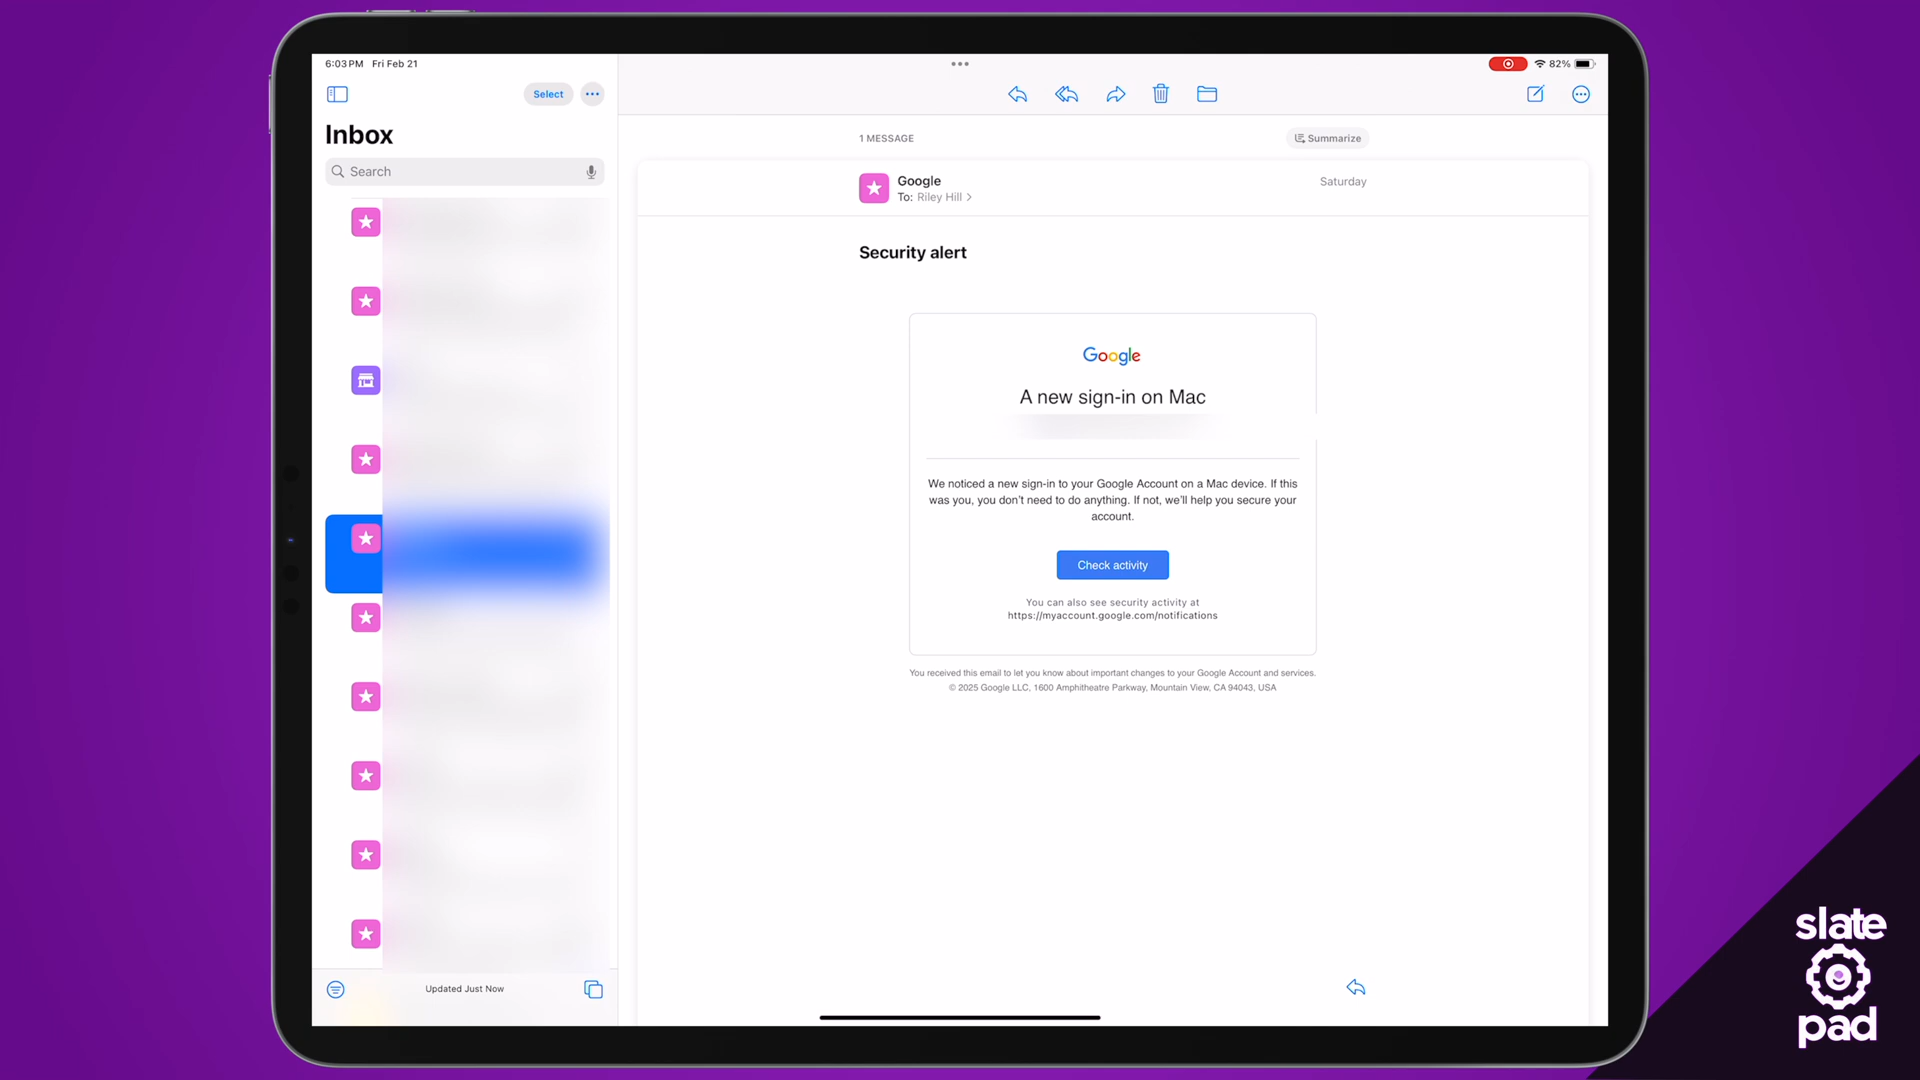 6:03 PM Fri Feb 21
82%
Select
Inbox
Search
1 MESSAGE
Summarize
Google
Saturday
To: Riley Hill
Security alert
Google
A new sign-in on Mac
We noticed a new sign-in to your Google Account on a Mac device. If this
was you, you don't need to do anything. If not, we'll help you secure your
account.
Check activity
You can also see security activity at
https://myaccount.google.com/notifications
You received this email to let you know about important changes to your Google Account and services.
© 2025 Google LLC, 1600 Amphitheatre Parkway, Mountain View, CA 94043, USA
Updated Just Now
slate
pad